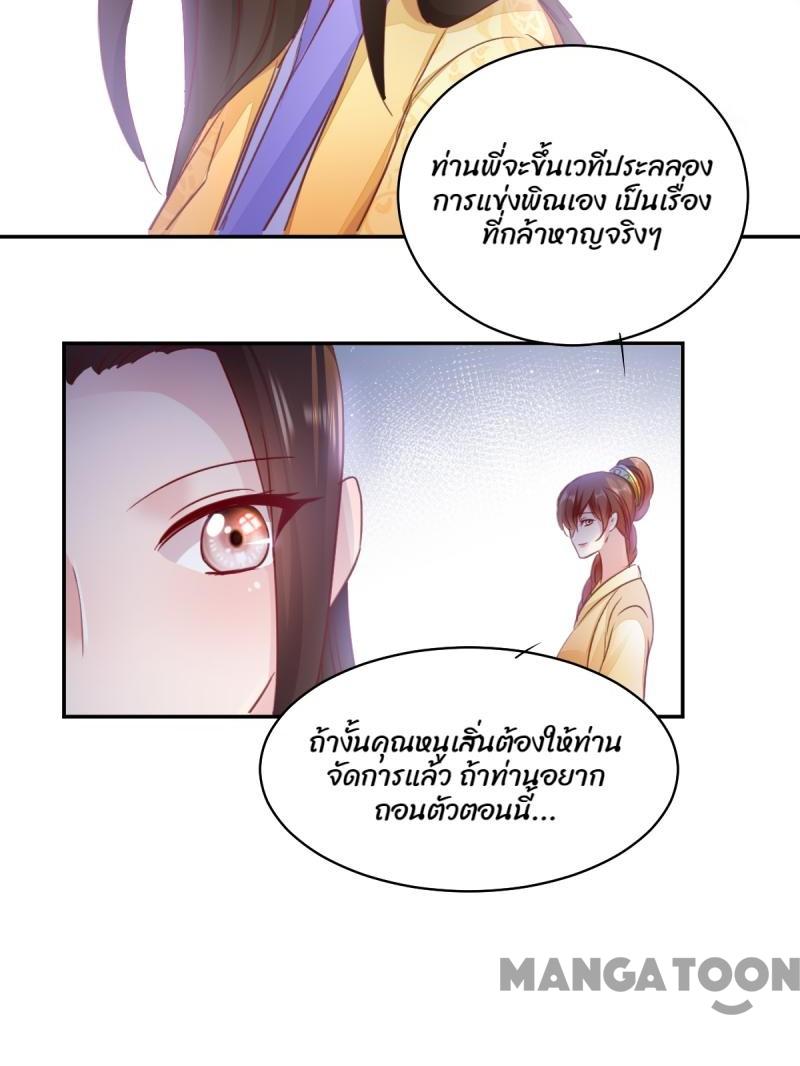 ท่านพี่จะขึ้นเวทีประลลอง
การแข่งพิณเอง เป็นเรื่อง
ที่กล้าหาญจริงๆ
ถ้างั้นคุณหนูเสิ่นต้องให้ท่าน
จัดการแล้ว ถ้าท่านอยาก
ถอนตัวตอนนี้...
MANGATOON